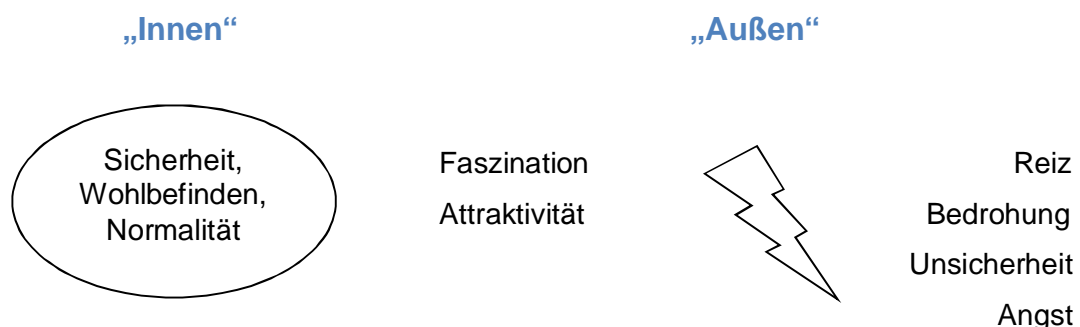 „Innen“
„Außen“
Sicherheit,
Wohlbefinden,
Normalität
Faszination
Attraktivität
Reiz
Bedrohung
Unsicherheit
Angst